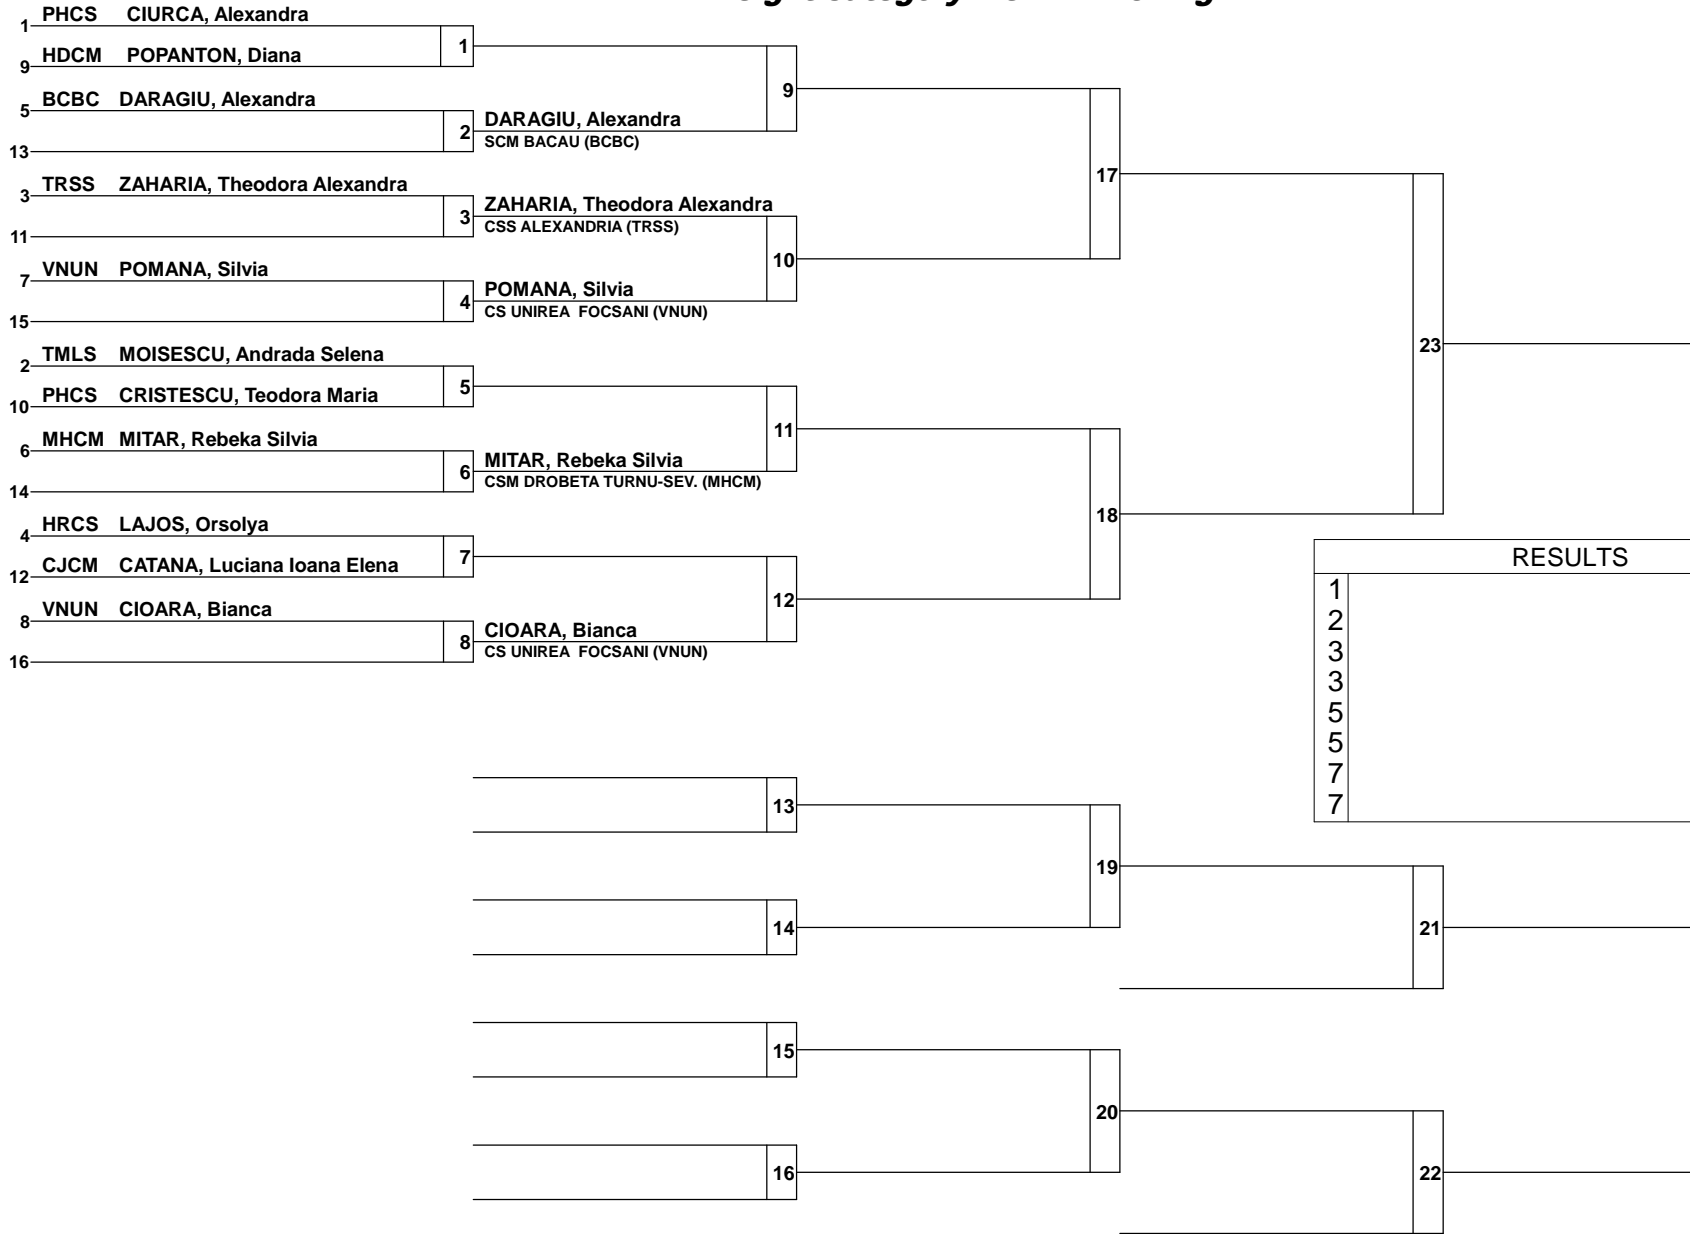 1 PHCS CIURCA, Alexandra
9 HDCM POPANTON, Diana
1
5 BCBC DARAGIU, Alexandra
13
2 DARAGIU, Alexandra
SCM BACAU (BCBC)
9
3 TRSS ZAHARIA, Theodora Alexandra
11
3 ZAHARIA, Theodora Alexandra
CSS ALEXANDRIA (TRSS)
7 VNUN POMANA, Silvia
15
4 POMANA, Silvia
CS UNIREA FOCSANI (VNUN)
10
17
2 TMLS MOISESCU, Andrada Selena
10 PHCS CRISTESCU, Teodora Maria
5
6 MHCM MITAR, Rebeka Silvia
14
6 MITAR, Rebeka Silvia
CSM DROBETA TURNU-SEV. (MHCM)
11
4 HRCS LAJOS, Orsolya
12 CJCM CATANA, Luciana Ioana Elena
7
8 VNUN CIOARA, Bianca
16
8 CIOARA, Bianca
CS UNIREA FOCSANI (VNUN)
12
18
23
RESULTS
1
2
3
3
5
5
7
7
13
14
19
21
15
16
20
22